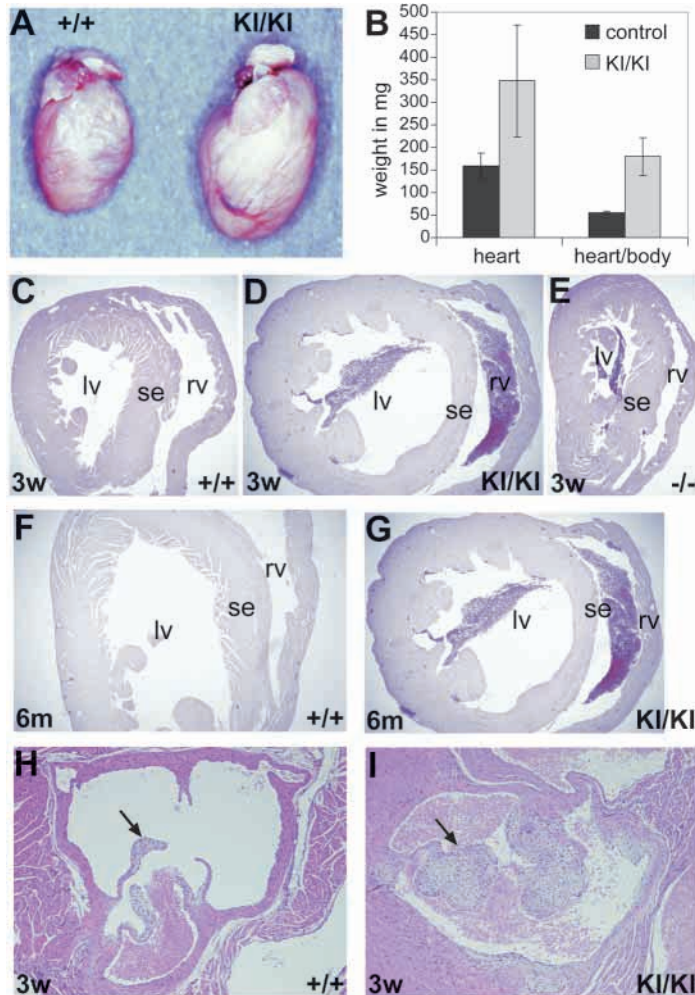 A
+/+
KI/KI
B
500
450
400
350
300
250
200
150
100
50
0
weight in mg
control
KI/KI
heart
heart/body
C
lv
se
rv
3w
+/+
D
lv
se
rv
3w
KI/KI
E
lv
se
rv
3w
-/-
F
lv
se
rv
6m
+/+
G
lv
se
rv
6m
KI/KI
H
3w
+/+
I
3w
KI/KI